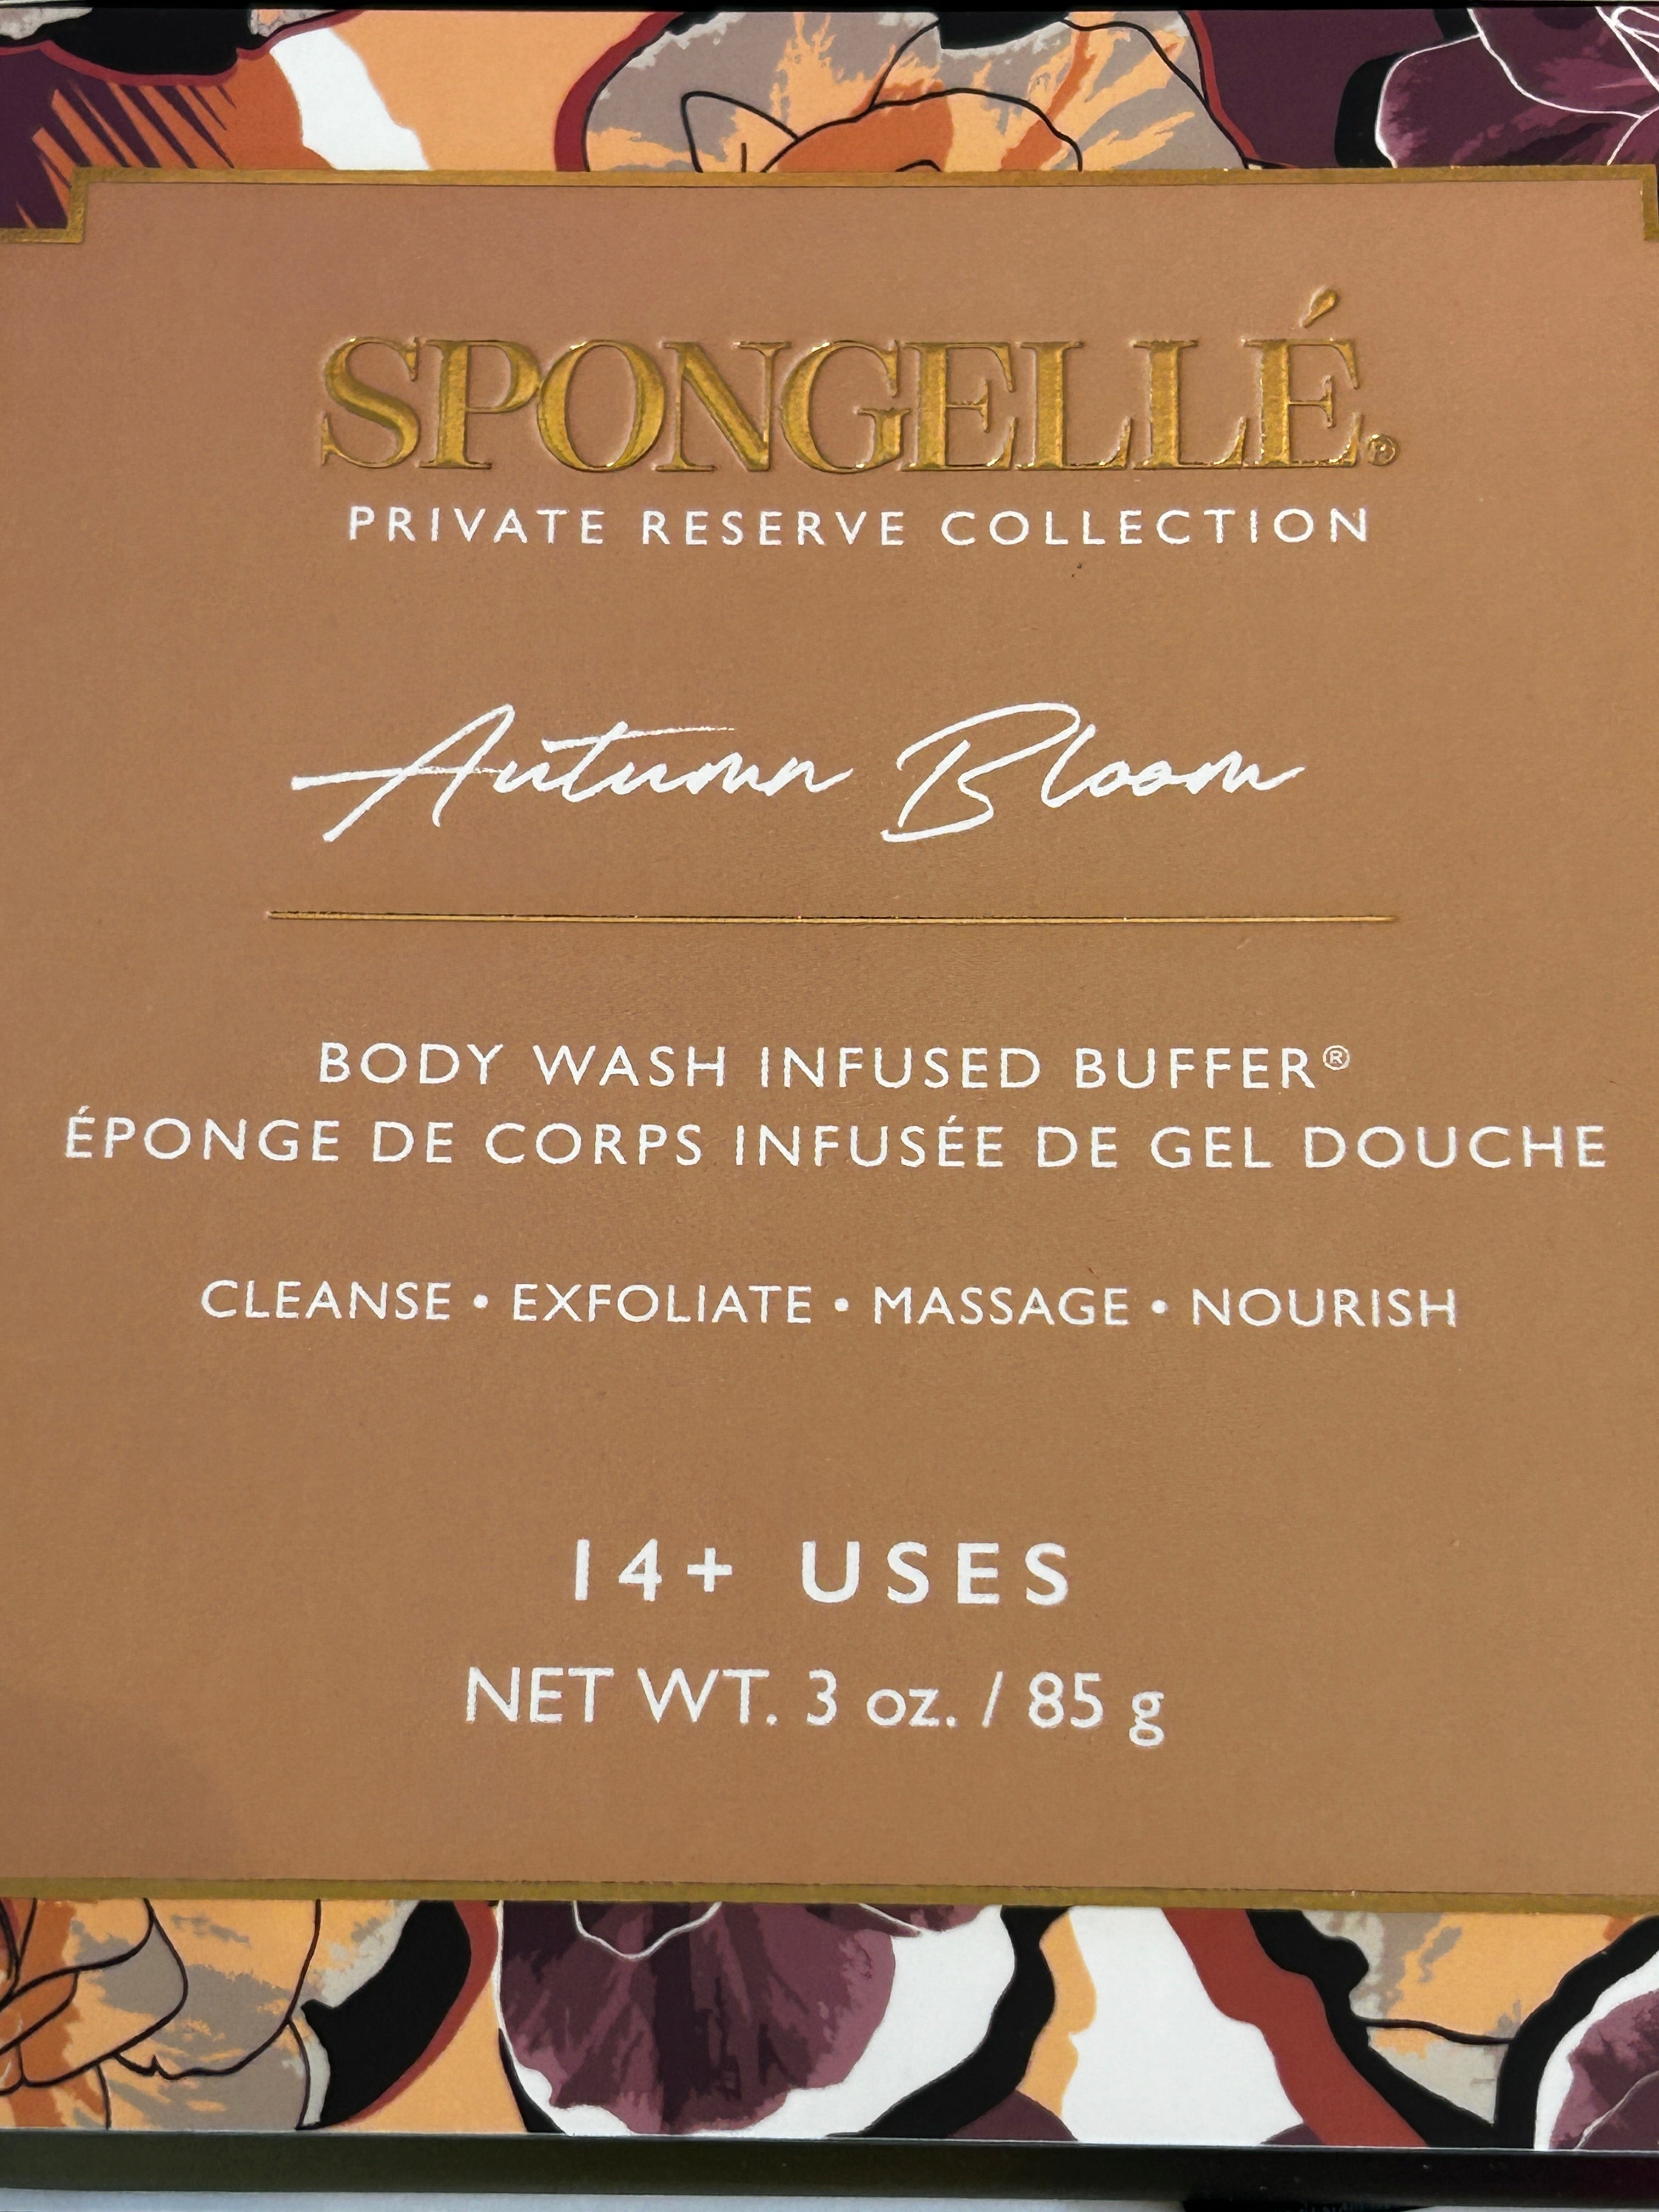 SPONGELLÉ®
PRIVATE RESERVE COLLECTION
Autumn Bloom
BODY WASH INFUSED BUFFER®
ÉPONGE DE CORPS INFUSÉE DE GEL DOUCHE
CLEANSE • EXFOLIATE • MASSAGE • NOURISH
14+ USES
NET WT. 3 oz. / 85 g